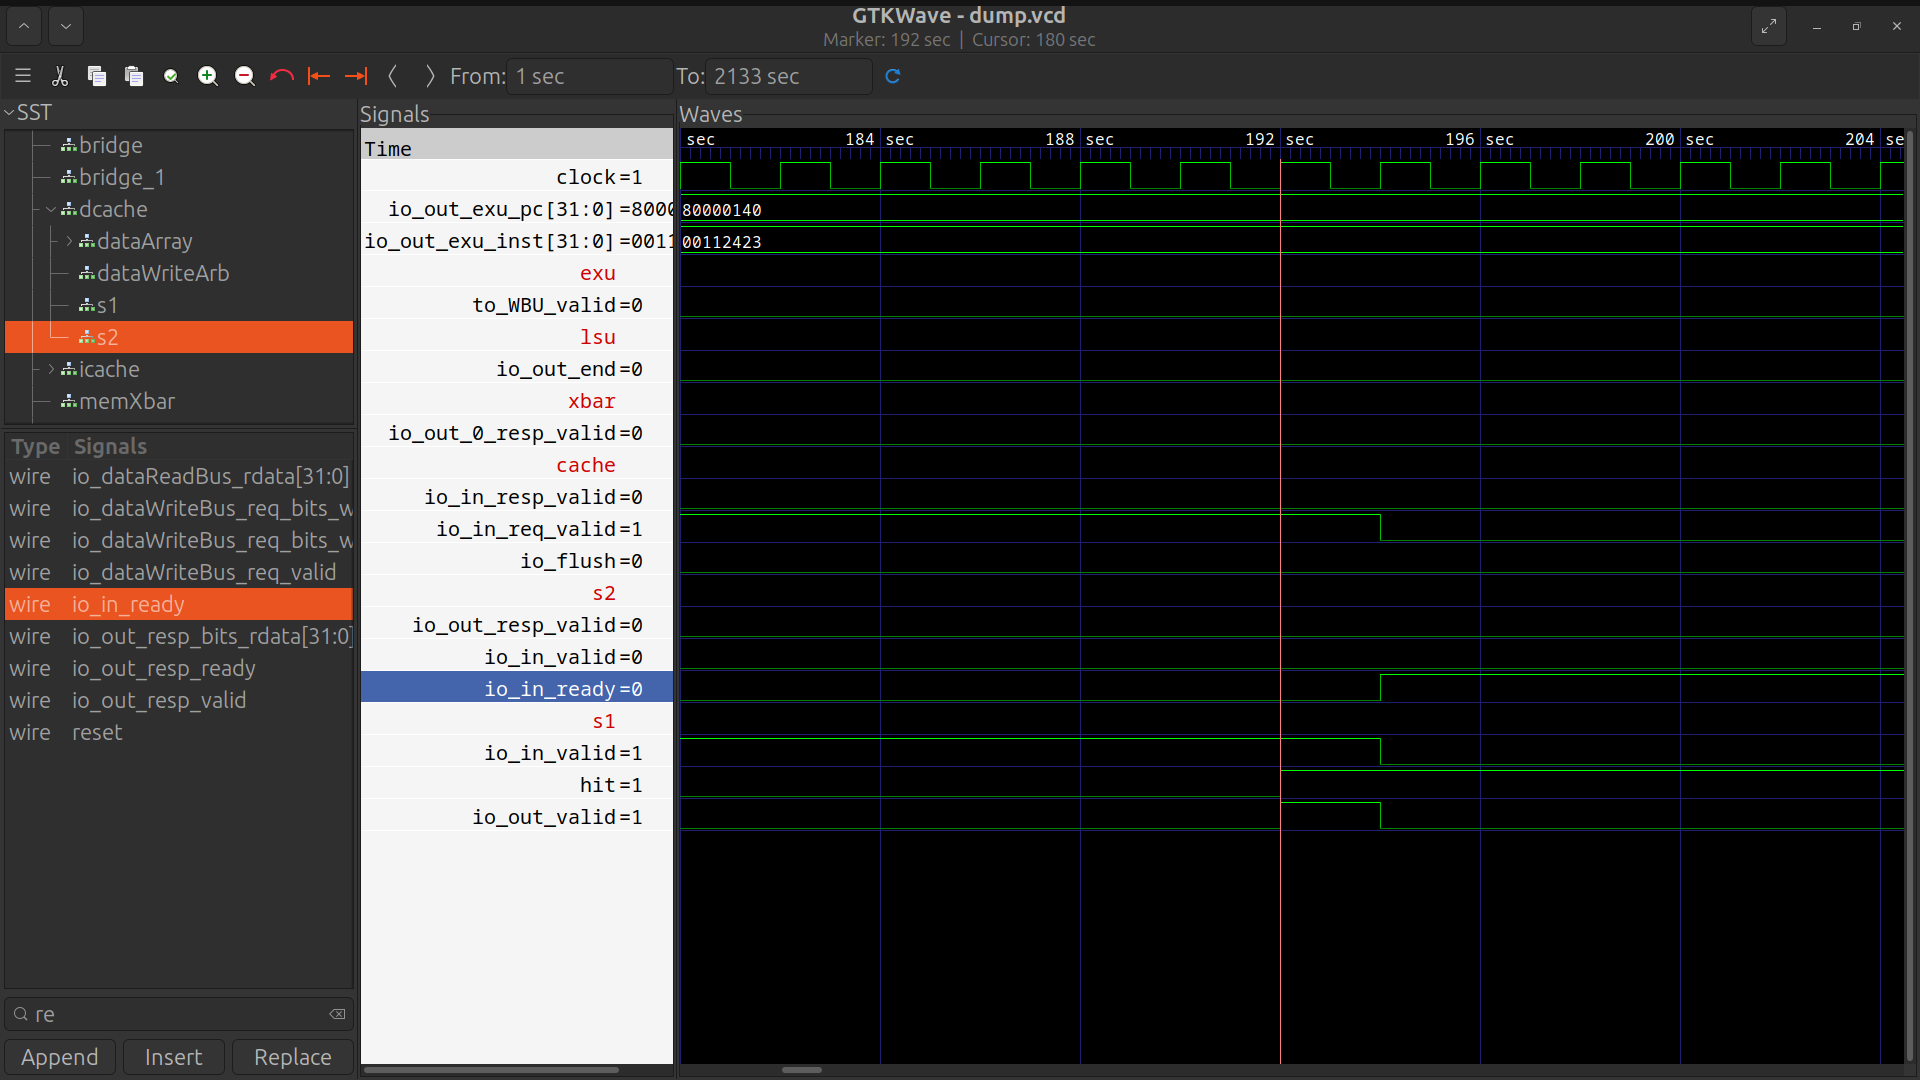 GTKWave - dump.vcd
Marker: 192 sec | Cursor: 180 sec
From: 1 sec To: 2133 sec
SST
bridge
bridge_1
dcache
dataArray
dataWriteArb
s1
s2
icache
memXbar
Type Signals
wire io_dataReadBus_rdata[31:0]
wire io_dataWriteBus_req_bits_w
wire io_dataWriteBus_req_bits_w
wire io_dataWriteBus_req_valid
wire io_in_ready
wire io_out_resp_bits_rdata[31:0]
wire io_out_resp_ready
wire io_out_resp_valid
wire reset
re
Append Insert Replace
Signals
Time
clock=1
io_out_exu_pc[31:0]=8000
io_out_exu_inst[31:0]=0011
exu
to_WBU_valid=0
lsu
io_out_end=0
xbar
io_out_0_resp_valid=0
cache
io_in_resp_valid=0
io_in_req_valid=1
io_flush=0
s2
io_out_resp_valid=0
io_in_valid=0
io_in_ready=0
s1
io_in_valid=1
hit=1
io_out_valid=1
Waves
sec 184 sec 188 sec 192 sec 196 sec 200 sec 204 se
80000140
00112423